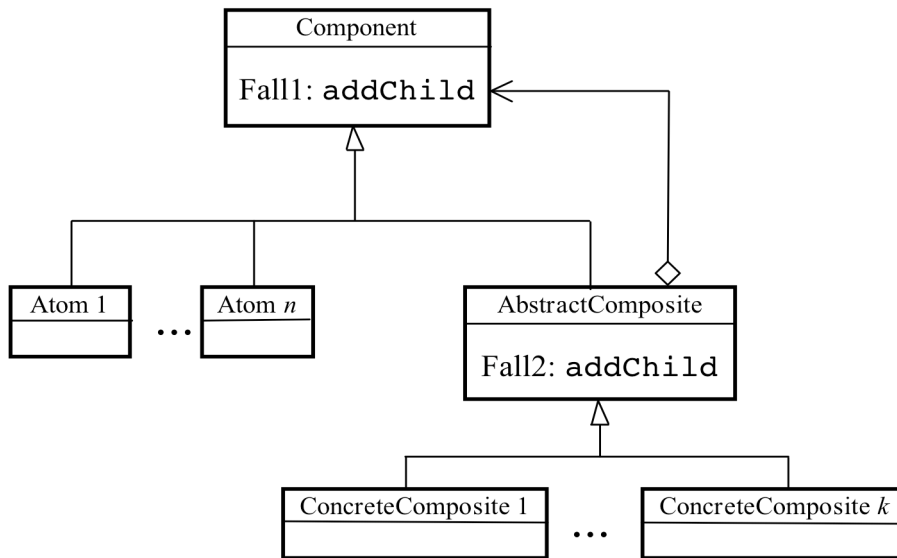 Component
Fall1: addChild
Atom 1
...
Atom n
AbstractComposite
Fall2: addChild
ConcreteComposite 1
...
ConcreteComposite k